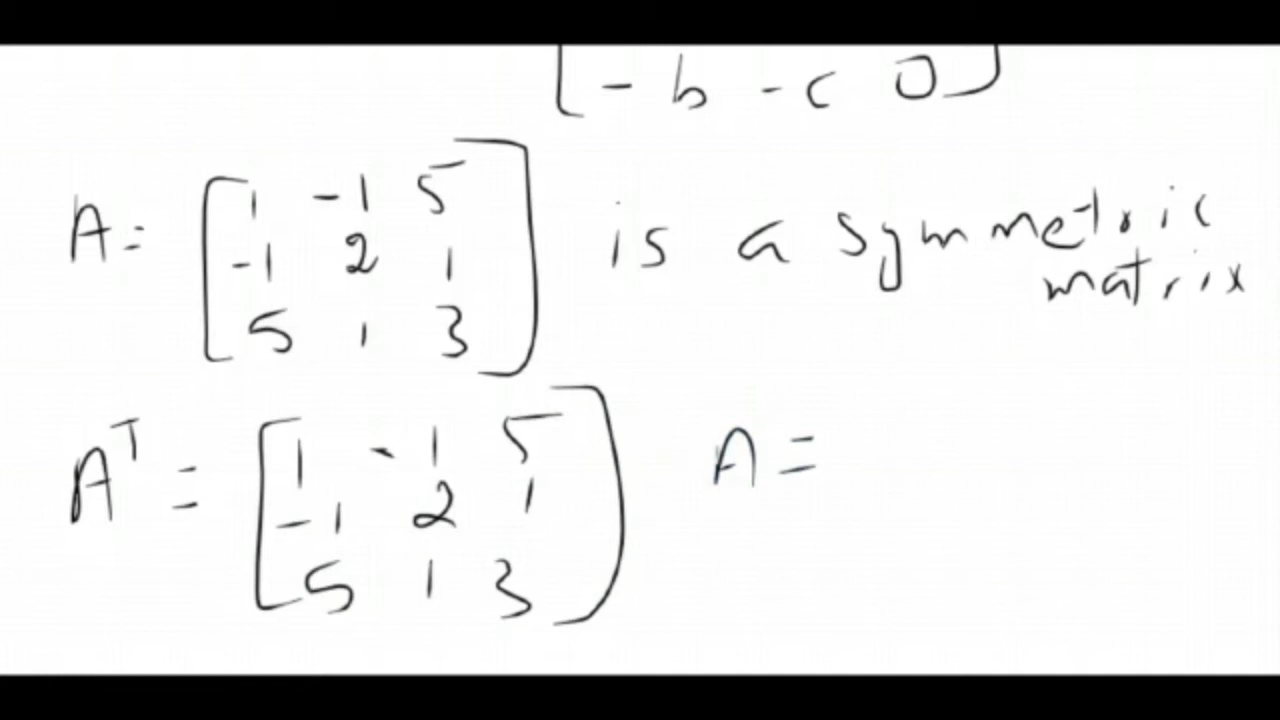 - b - c 0
A = [ 1 -1 5 is a symmetric
-1 2 1 matrix
5 1 3 ]
A^T = [ 1 -1 5 A =
-1 2 1
5 1 3 ]